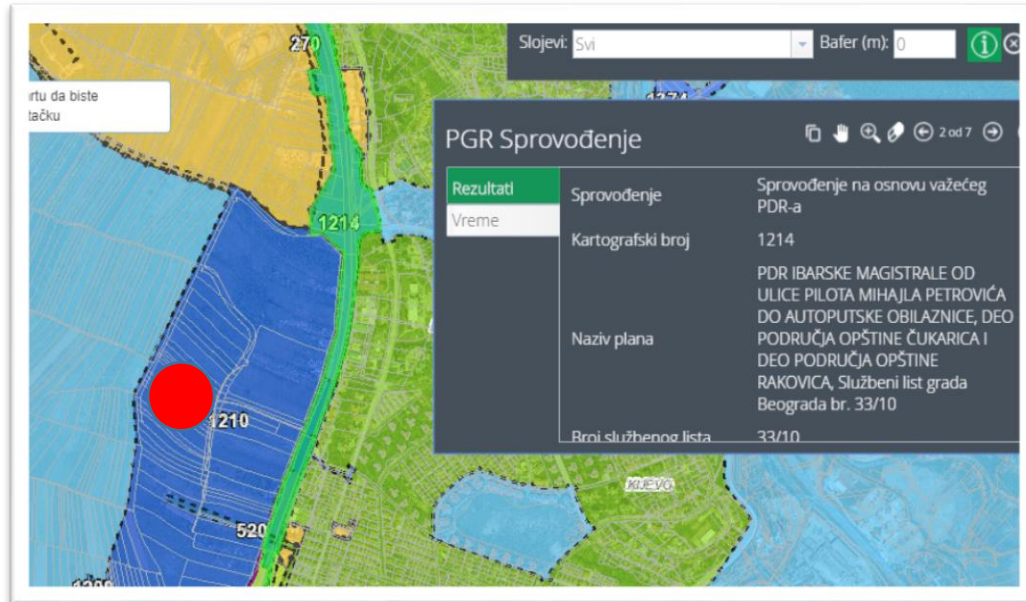 Slojevi: Svi Bafer (m): 0
270
1274
rtu da biste
tačku
PGR Sprovođenje
2 od 7
Rezultati
Vreme
Sprovođenje
Sprovođenje na osnovu važećeg
PDR-a
Kartografski broj
1214
Naziv plana
PDR IBARSKE MAGISTRALE OD
ULICE PILOTA MIHAJLA PETROVIĆA
DO AUTOPUTSKE OBILAZNICE, DEO
PODRUČJA OPŠTINE ČUKARICA I
DEO PODRUČJA OPŠTINE
RAKOVICA, Službeni list grada
Beograda br. 33/10
Broj službenog lista
33/10
1214
1210
KIJEVO
520